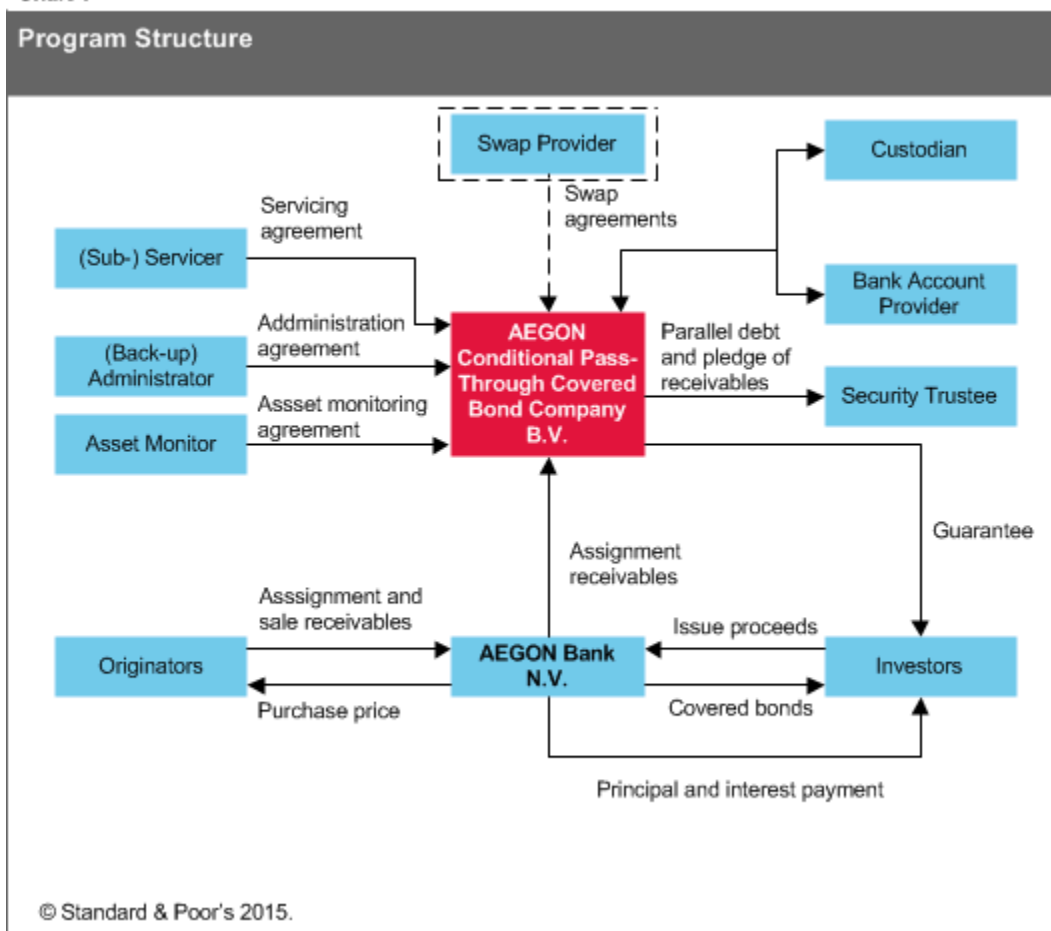 Program Structure
Swap Provider
Custodian
Servicing
agreement
Swap
agreements
(Sub-) Servicer
Bank Account
Provider
Addministration
agreement
(Back-up)
Administrator
AEGON
Conditional Pass-
Through Covered
Bond Company
B.V.
Parallel debt
and pledge of
receivables
Security Trustee
Assset monitoring
agreement
Asset Monitor
Guarantee
Assignment
receivables
Asssignment and
sale receivables
Issue proceeds
Originators
AEGON Bank
N.V.
Investors
Purchase price
Covered bonds
Principal and interest payment
© Standard & Poor's 2015.